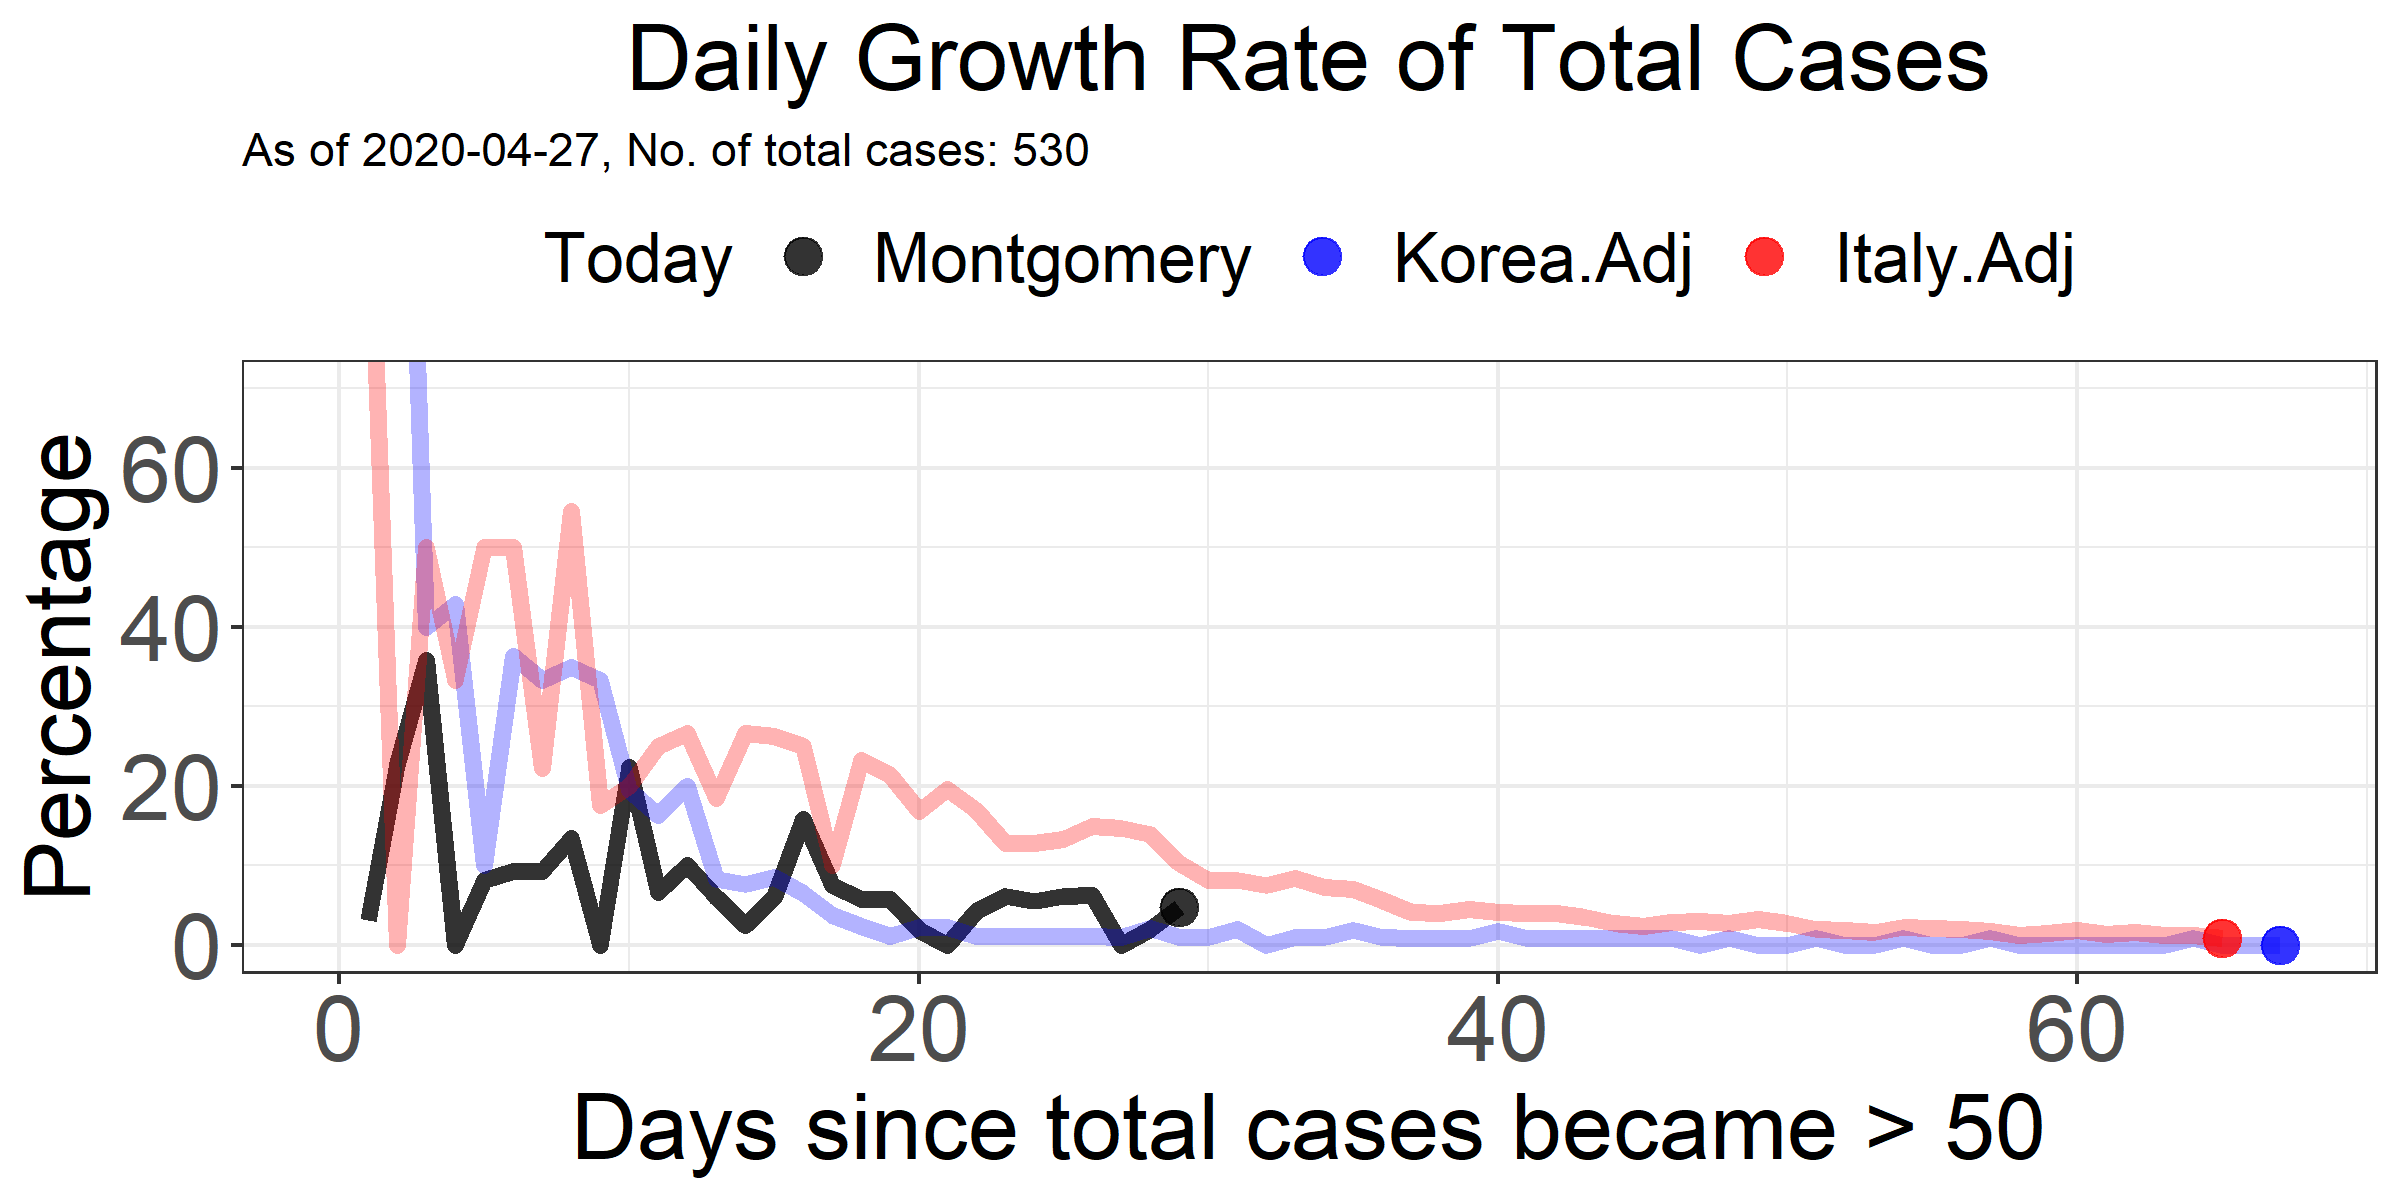 Daily Growth Rate of Total Cases
As of 2020-04-27, No. of total cases: 530
Today Montgomery Korea.Adj Italy.Adj
Percentage
60
40
20
0
0 20 40 60
Days since total cases became > 50